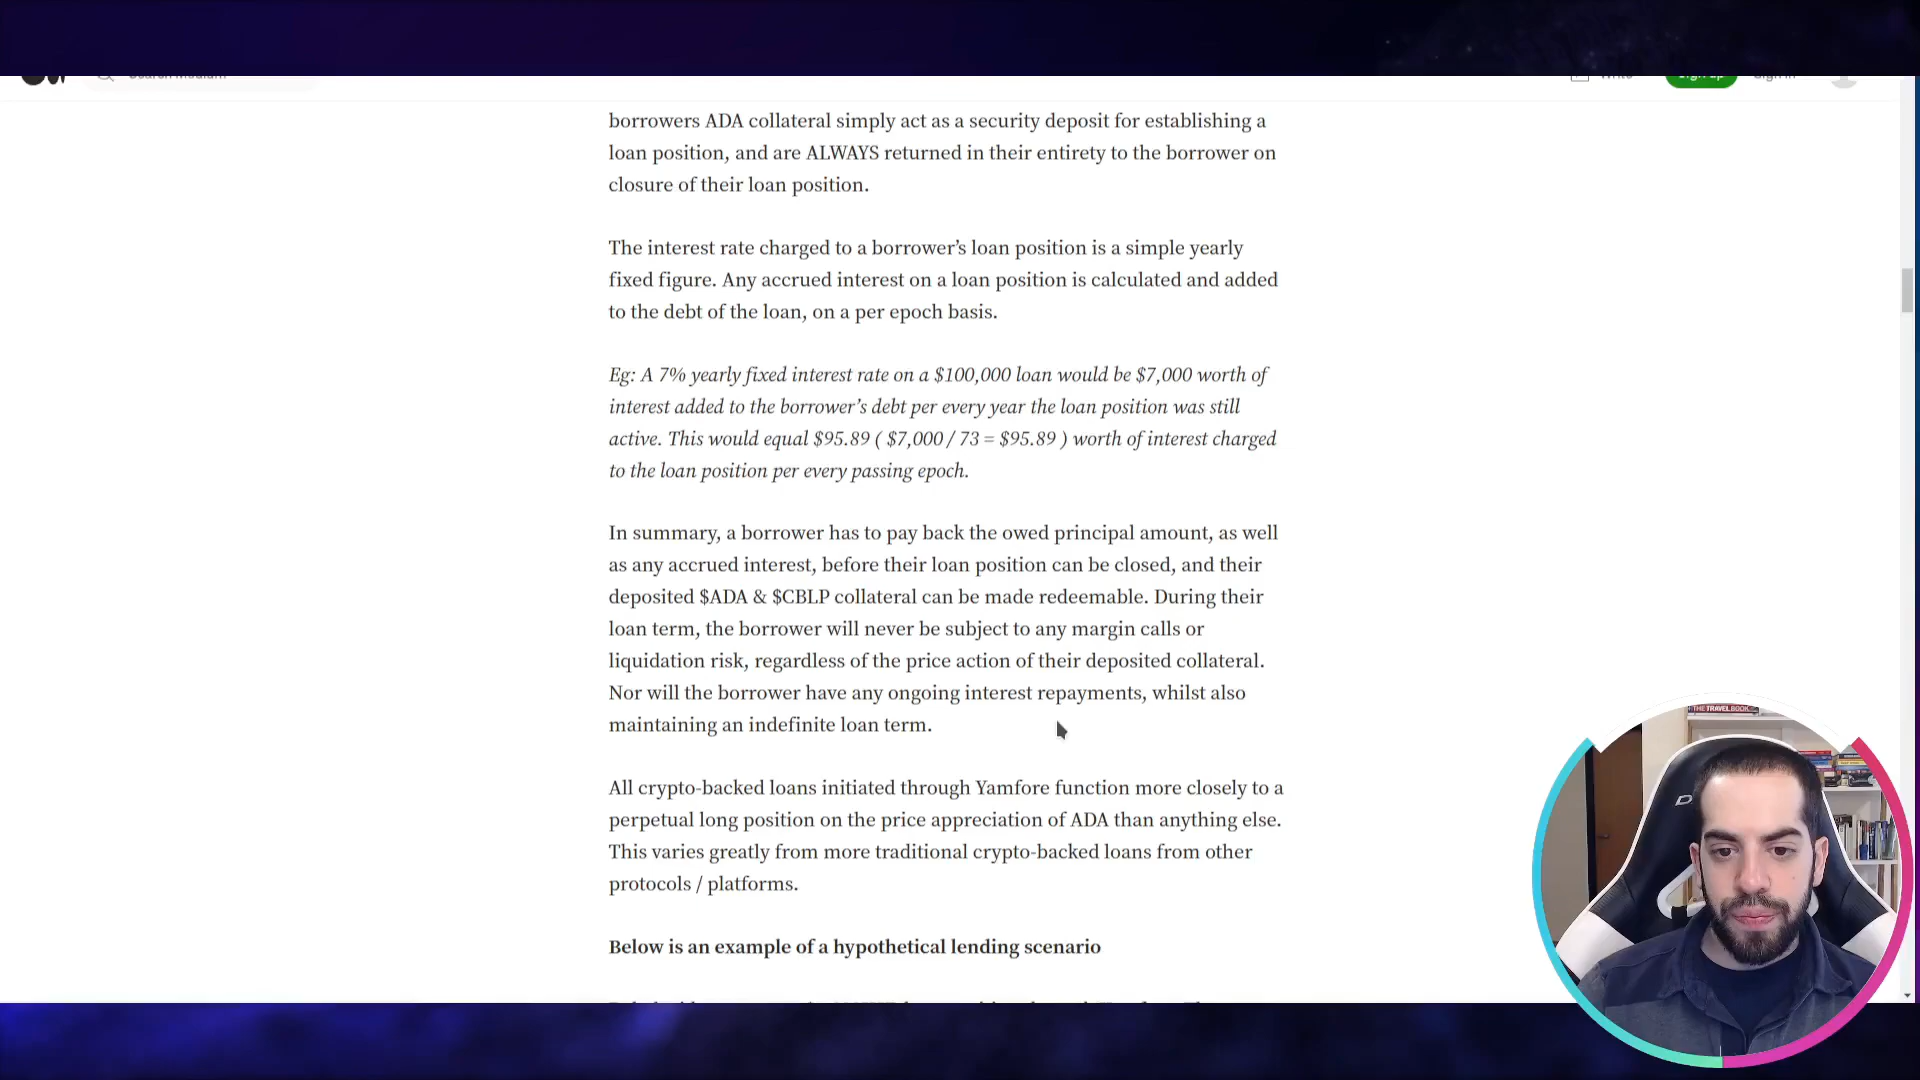 borrowers ADA collateral simply act as a security deposit for establishing a
loan position, and are ALWAYS returned in their entirety to the borrower on
closure of their loan position.
The interest rate charged to a borrower’s loan position is a simple yearly
fixed figure. Any accrued interest on a loan position is calculated and added
to the debt of the loan, on a per epoch basis.
Eg: A 7% yearly fixed interest rate on a $100,000 loan would be $7,000 worth of
interest added to the borrower’s debt per every year the loan position was still
active. This would equal $95.89 ( $7,000 / 73 = $95.89 ) worth of interest charged
to the loan position per every passing epoch.
In summary, a borrower has to pay back the owed principal amount, as well
as any accrued interest, before their loan position can be closed, and their
deposited $ADA & $CBLP collateral can be made redeemable. During their
loan term, the borrower will never be subject to any margin calls or
liquidation risk, regardless of the price action of their deposited collateral.
Nor will the borrower have any ongoing interest repayments, whilst also
maintaining an indefinite loan term.
All crypto-backed loans initiated through Yamfore function more closely to a
perpetual long position on the price appreciation of ADA than anything else.
This varies greatly from more traditional crypto-backed loans from other
protocols / platforms.
Below is an example of a hypothetical lending scenario
THE TRAVEL BOOK